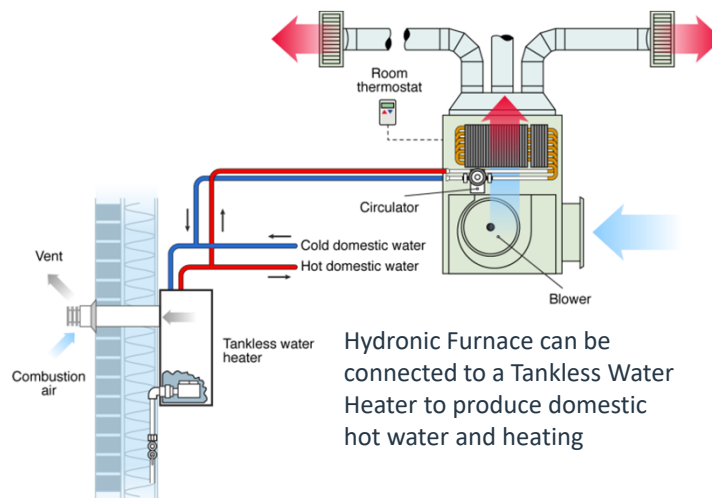 Room
thermostat
Circulator
Cold domestic water
Hot domestic water
Vent
Blower
Tankless water
heater
Combustion
air
Hydronic Furnace can be
connected to a Tankless Water
Heater to produce domestic
hot water and heating